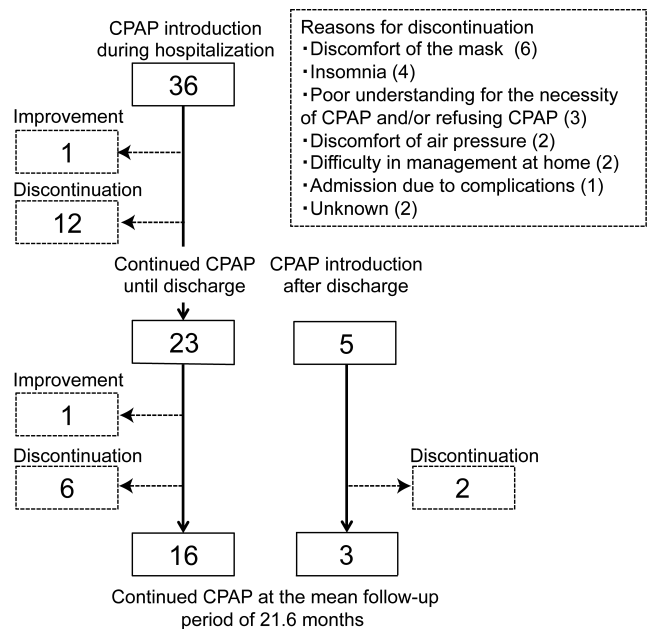 CPAP introduction
during hospitalization
36
Reasons for discontinuation
・Discomfort of the mask (6)
・Insomnia (4)
・Poor understanding for the necessity
of CPAP and/or refusing CPAP (3)
・Discomfort of air pressure (2)
・Difficulty in management at home (2)
・Admission due to complications (1)
・Unknown (2)
Improvement
1
Discontinuation
12
Continued CPAP
until discharge
23
CPAP introduction
after discharge
5
Improvement
1
Discontinuation
6
Discontinuation
2
16
3
Continued CPAP at the mean follow-up
period of 21.6 months